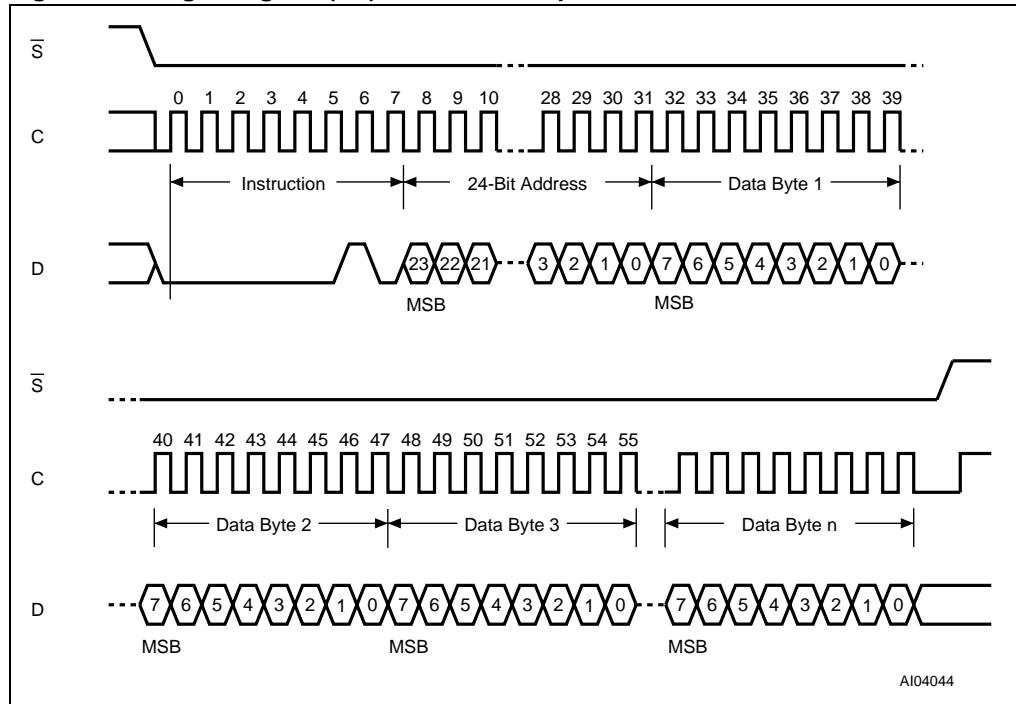 S
0 1 2 3 4 5 6 7 8 9 10 28 29 30 31 32 33 34 35 36 37 38 39
C
Instruction 24-Bit Address Data Byte 1
D 23 22 21 3 2 1 0 7 6 5 4 3 2 1 0
MSB MSB
S
40 41 42 43 44 45 46 47 48 49 50 51 52 53 54 55
C
Data Byte 2 Data Byte 3 Data Byte n
D 7 6 5 4 3 2 1 0 7 6 5 4 3 2 1 0 7 6 5 4 3 2 1 0
MSB MSB MSB
AI04044